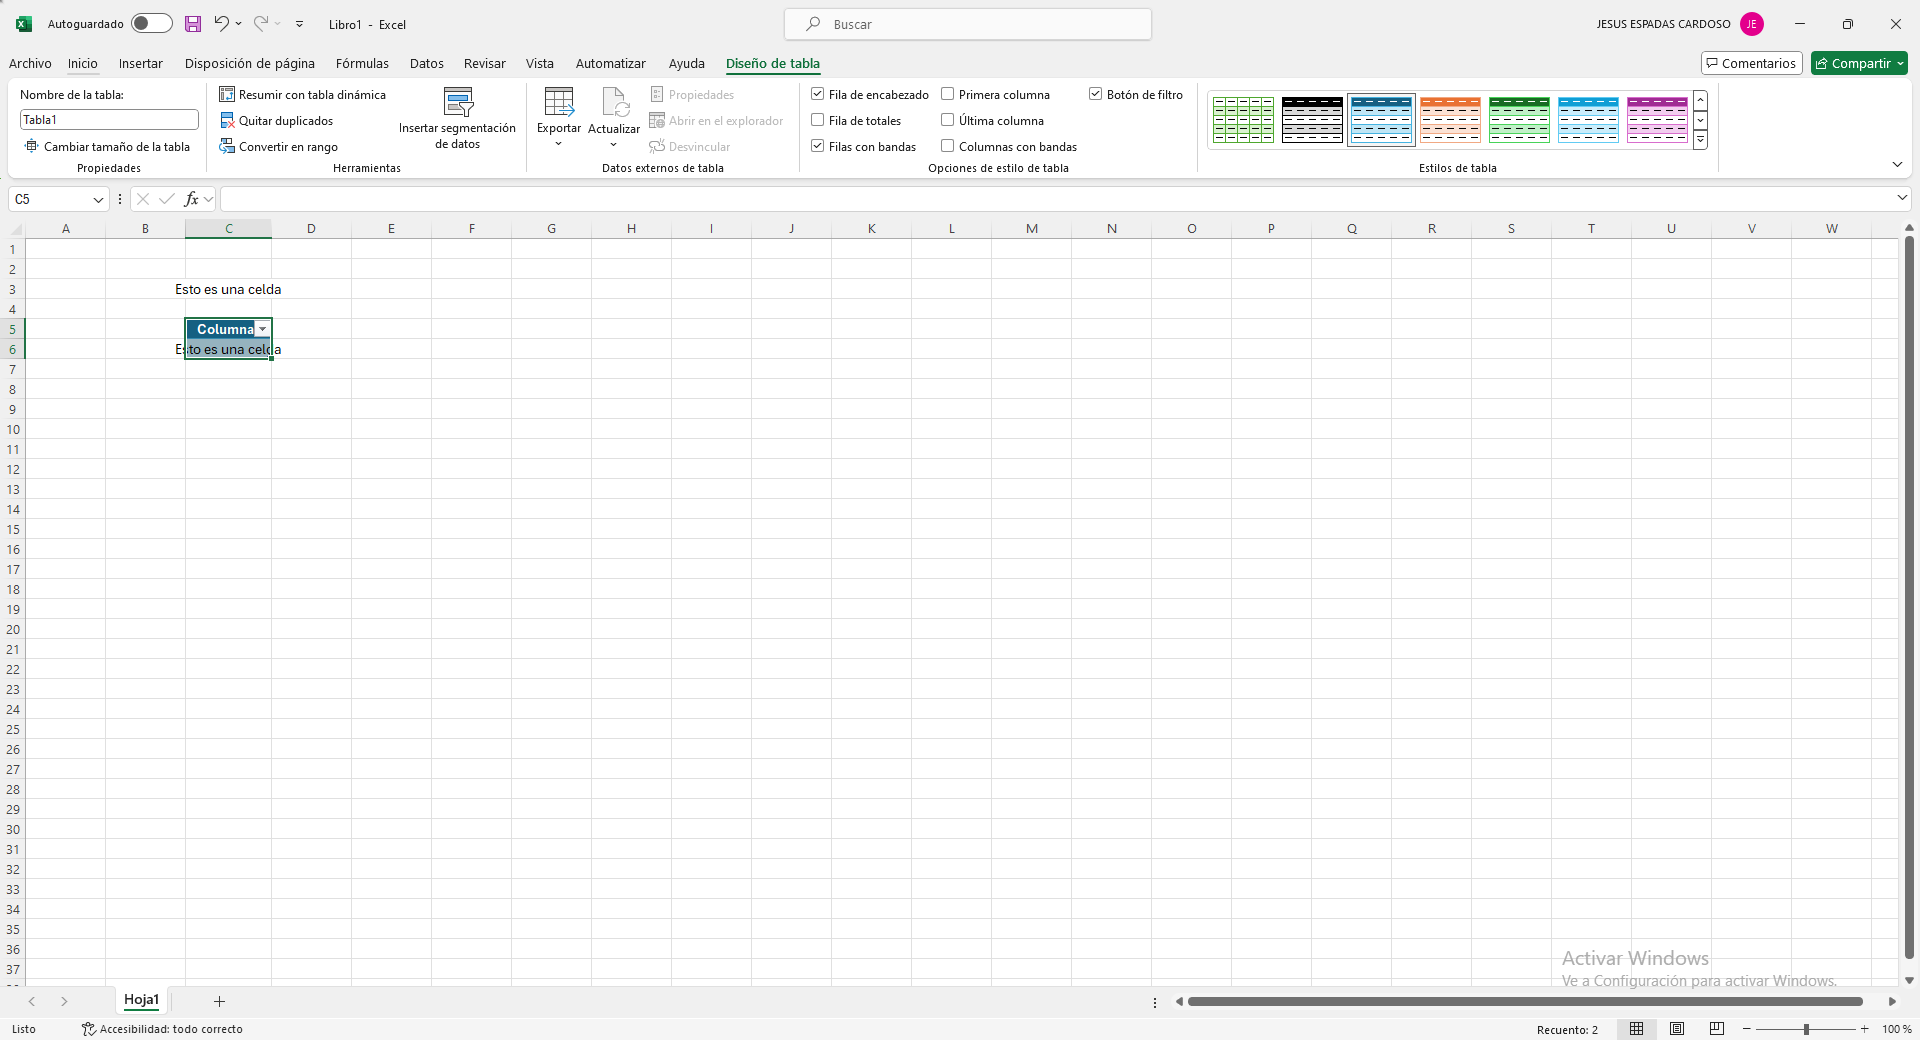 Autoguardado
Libro1 - Excel
Buscar
JESUS ESPADAS CARDOSO
JE
Archivo Inicio Insertar Disposición de página Fórmulas Datos Revisar Vista Automatizar Ayuda Diseño de tabla
Comentarios
Compartir
Nombre de la tabla:
Tabla1
Cambiar tamaño de la tabla
Propiedades
Resumir con tabla dinámica
Quitar duplicados
Convertir en rango
Insertar segmentación
de datos
Herramientas
Exportar
Actualizar
Propiedades
Abrir en el explorador
Desvincular
Datos externos de tabla
Fila de encabezado
Fila de totales
Filas con bandas
Primera columna
Última columna
Columnas con bandas
Botón de filtro
Opciones de estilo de tabla
Estilos de tabla
C5
fx
A B C D E F G H I J K L M N O P Q R S T U V W
1
2
3 Esto es una celda
4
5 Columna
6 Esto es una celda
7
8
9
10
11
12
13
14
15
16
17
18
19
20
21
22
23
24
25
26
27
28
29
30
31
32
33
34
35
36
37
Activar Windows
Ve a Configuración para activar Windows.
Hoja1
Listo
Accesibilidad: todo correcto
Recuento: 2
100 %